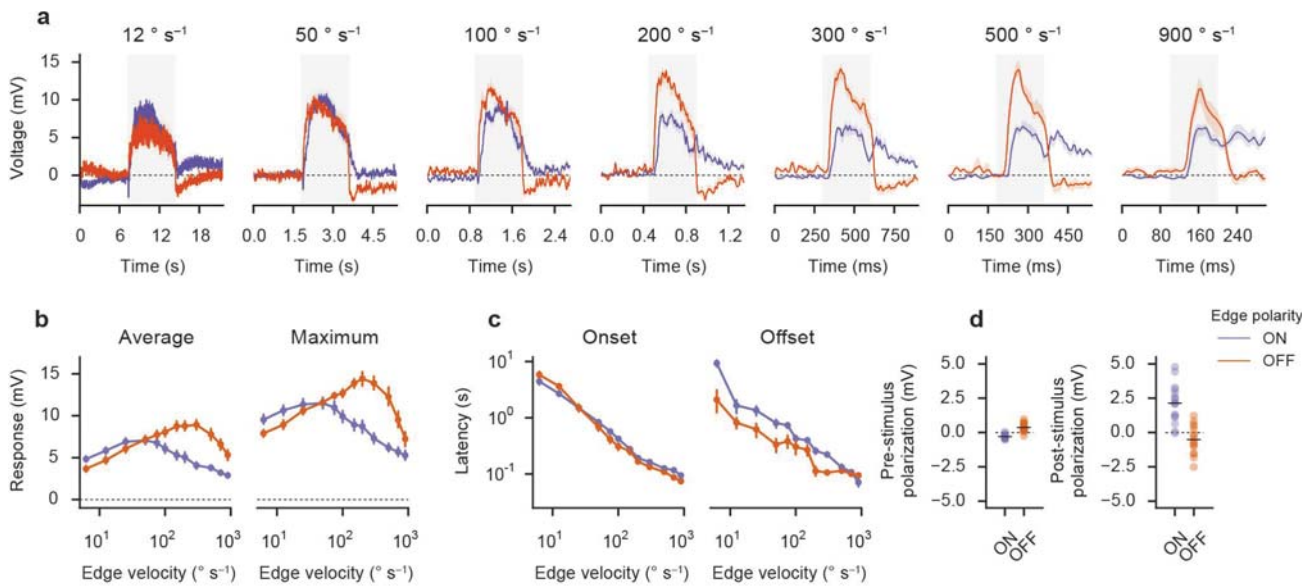 a
12 ° s⁻¹ 50 ° s⁻¹ 100 ° s⁻¹ 200 ° s⁻¹ 300 ° s⁻¹ 500 ° s⁻¹ 900 ° s⁻¹
Voltage (mV)
15
10
5
0
0 6 12 18 0.0 1.5 3.0 4.5 0.0 0.8 1.6 2.4 0.0 0.4 0.8 1.2 0 250 500 750 0 150 300 450 0 80 160 240
Time (s) Time (s) Time (s) Time (s) Time (ms) Time (ms) Time (ms)
b
Average Maximum
Response (mV)
15
10
5
0
10¹ 10² 10³ 10¹ 10² 10³
Edge velocity (° s⁻¹) Edge velocity (° s⁻¹)
c
Onset Offset
Latency (s)
10¹
10⁰
10⁻¹
10¹ 10² 10³ 10¹ 10² 10³
Edge velocity (° s⁻¹) Edge velocity (° s⁻¹)
d
Edge polarity
ON
OFF
Pre-stimulus
polarization (mV)
5.0
2.5
0.0
−2.5
−5.0
ON
OFF
Post-stimulus
polarization (mV)
5.0
2.5
0.0
−2.5
−5.0
ON
OFF